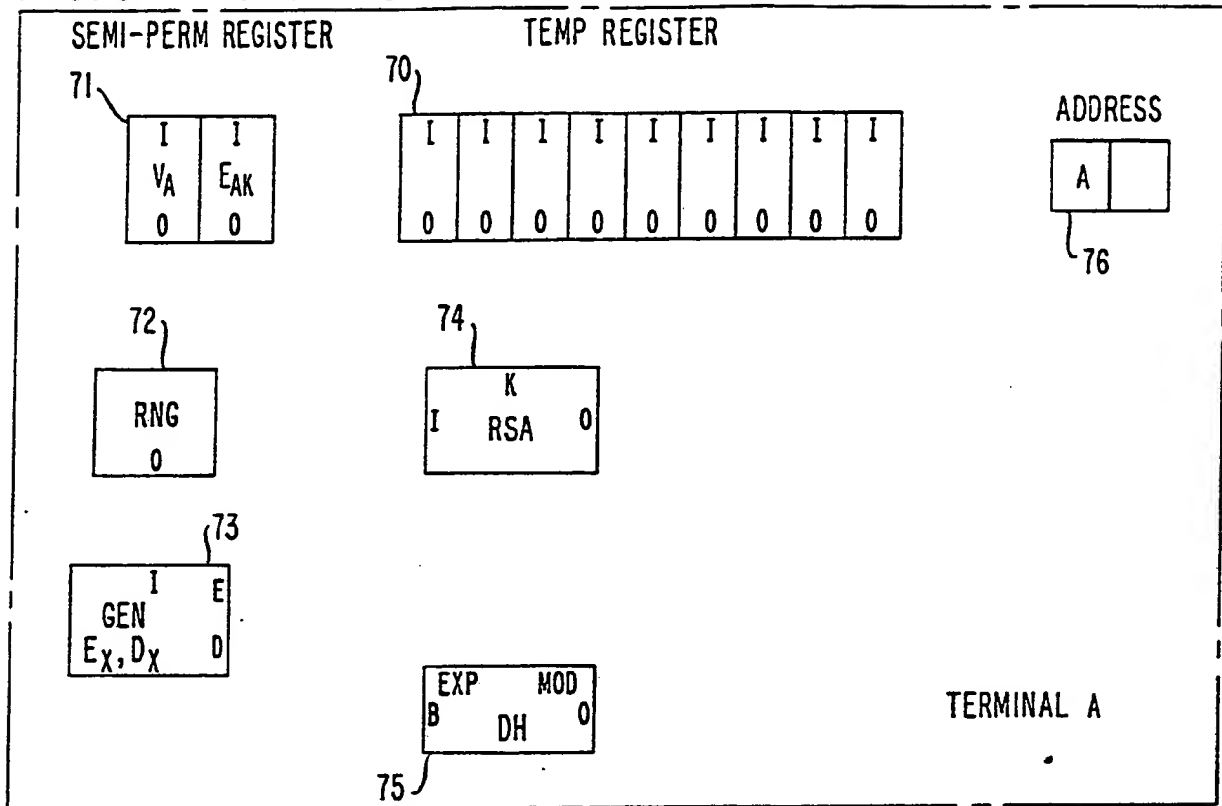 SEMI-PERM REGISTER
TEMP REGISTER
71
70
ADDRESS
I I
VA EAK
0 0
I I I I I I I I I
0 0 0 0 0 0 0 0 0
A
76
72
74
RNG
0
K
I RSA 0
73
I E
GEN
EX, DX D
EXP MOD
B DH 0
75
TERMINAL A